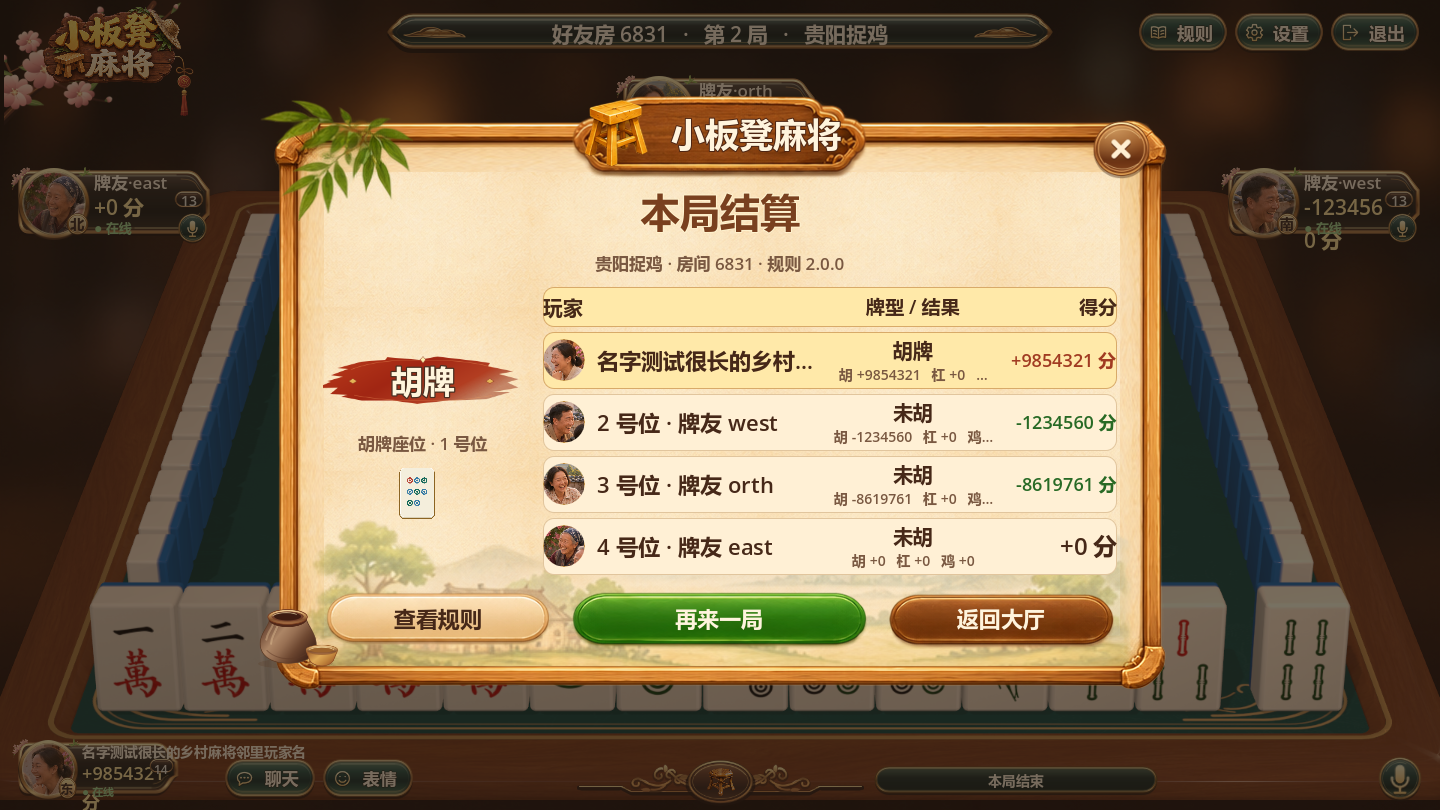 小板凳
麻将
好友房 6831 · 第 2 局 · 贵阳捉鸡
规则
设置
退出
牌友·orth
小板凳麻将
牌友·east
+0 分
13
北
在线
牌友·west
-123456
0 分
13
南
在线
本局结算
贵阳捉鸡 · 房间 6831 · 规则 2.0.0
玩家 牌型 / 结果 得分
名字测试很长的乡村... 胡牌 +9854321 分
胡 +9854321 杠 +0 ...
2 号位 · 牌友 west 未胡 -1234560 分
胡 -1234560 杠 +0 鸡...
3 号位 · 牌友 orth 未胡 -8619761 分
胡 -8619761 杠 +0 鸡...
4 号位 · 牌友 east 未胡 +0 分
胡 +0 杠 +0 鸡 +0
胡牌
胡牌座位 · 1 号位
查看规则
再来一局
返回大厅
一萬
二萬
名字测试很长的乡村麻将邻里玩家名
+9854321
分
14
东
在线
聊天
表情
本局结束